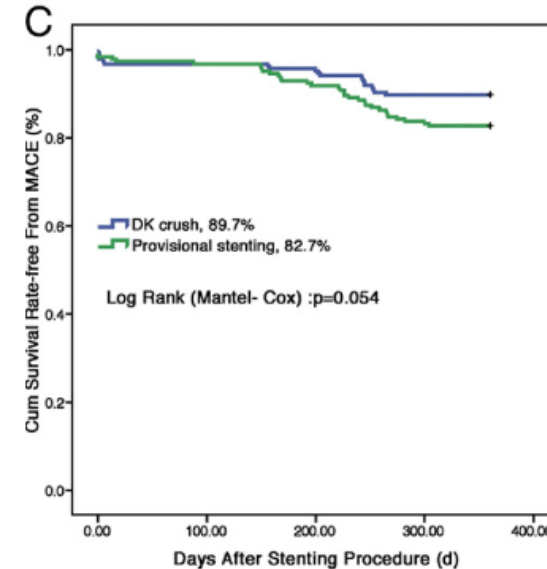 C
Cum Survival Rate-free From MACE (%)
1.0
0.8
0.6
0.4
0.2
0.0
DK crush, 89.7%
Provisional stenting, 82.7%
Log Rank (Mantel- Cox) :p=0.054
0.00 100.00 200.00 300.00 400.00
Days After Stenting Procedure (d)